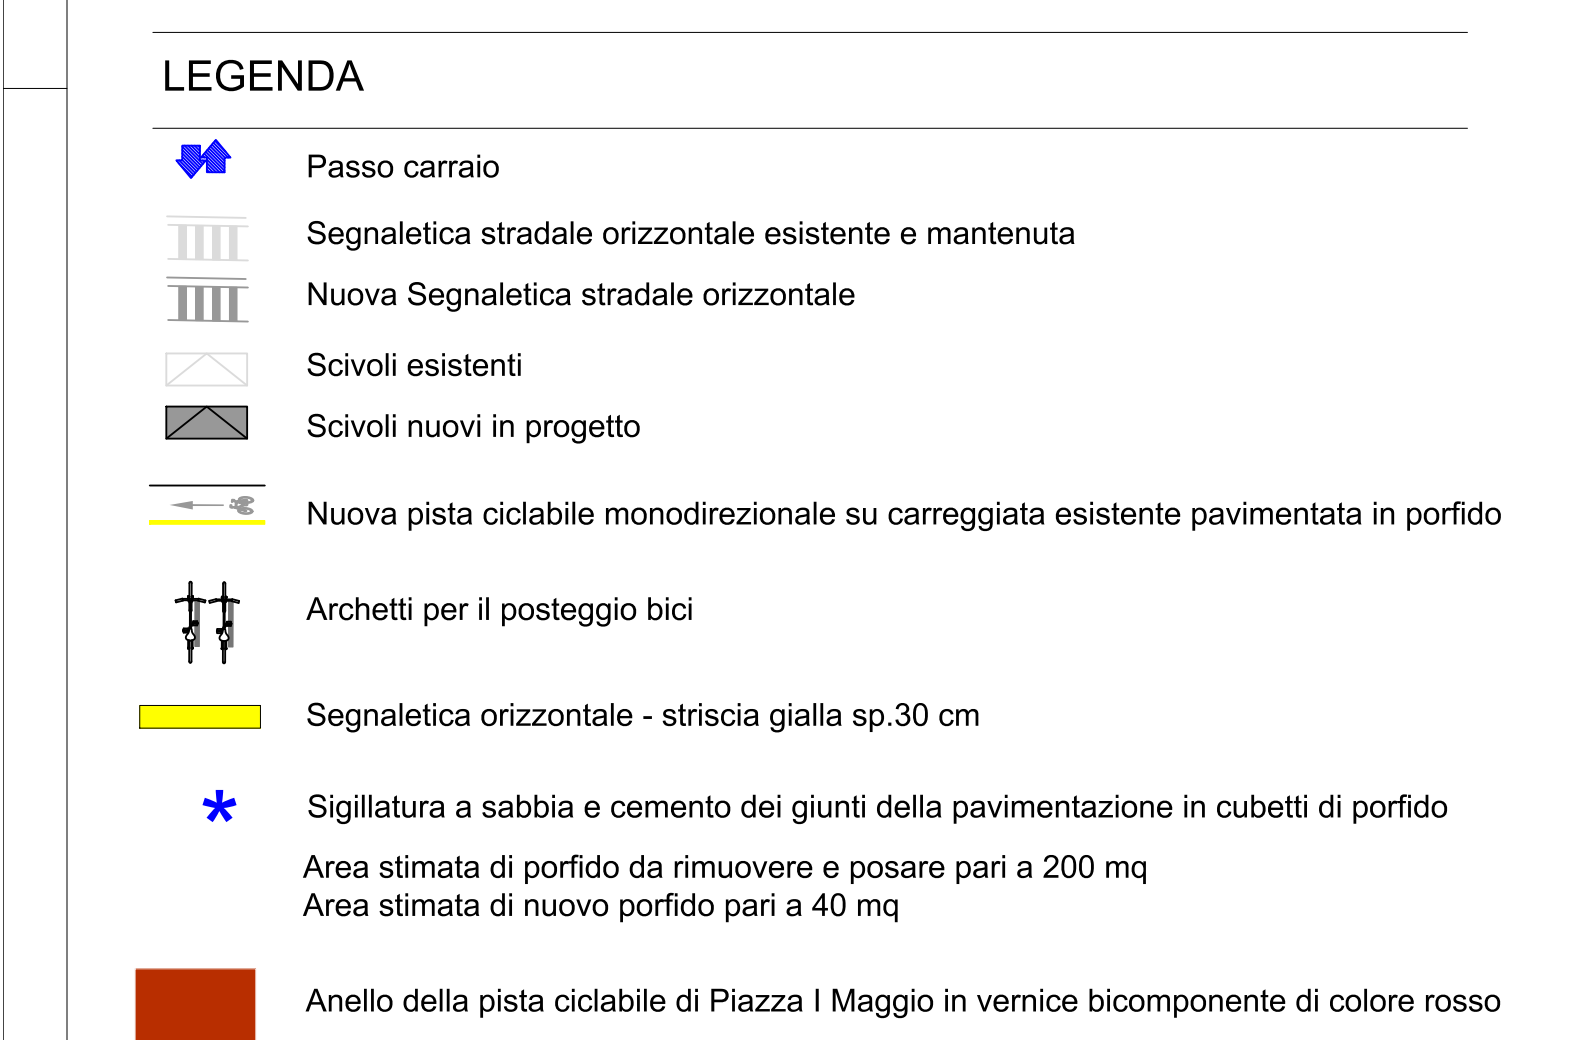 LEGENDA
Passo carraio
Segnaletica stradale orizzontale esistente e mantenuta
Nuova Segnaletica stradale orizzontale
Scivoli esistenti
Scivoli nuovi in progetto
Nuova pista ciclabile monodirezionale su carreggiata esistente pavimentata in porfido
Archetti per il posteggio bici
Segnaletica orizzontale - striscia gialla sp.30 cm
* Sigillatura a sabbia e cemento dei giunti della pavimentazione in cubetti di porfido
Area stimata di porfido da rimuovere e posare pari a 200 mq
Area stimata di nuovo porfido pari a 40 mq
Anello della pista ciclabile di Piazza I Maggio in vernice bicomponente di colore rosso